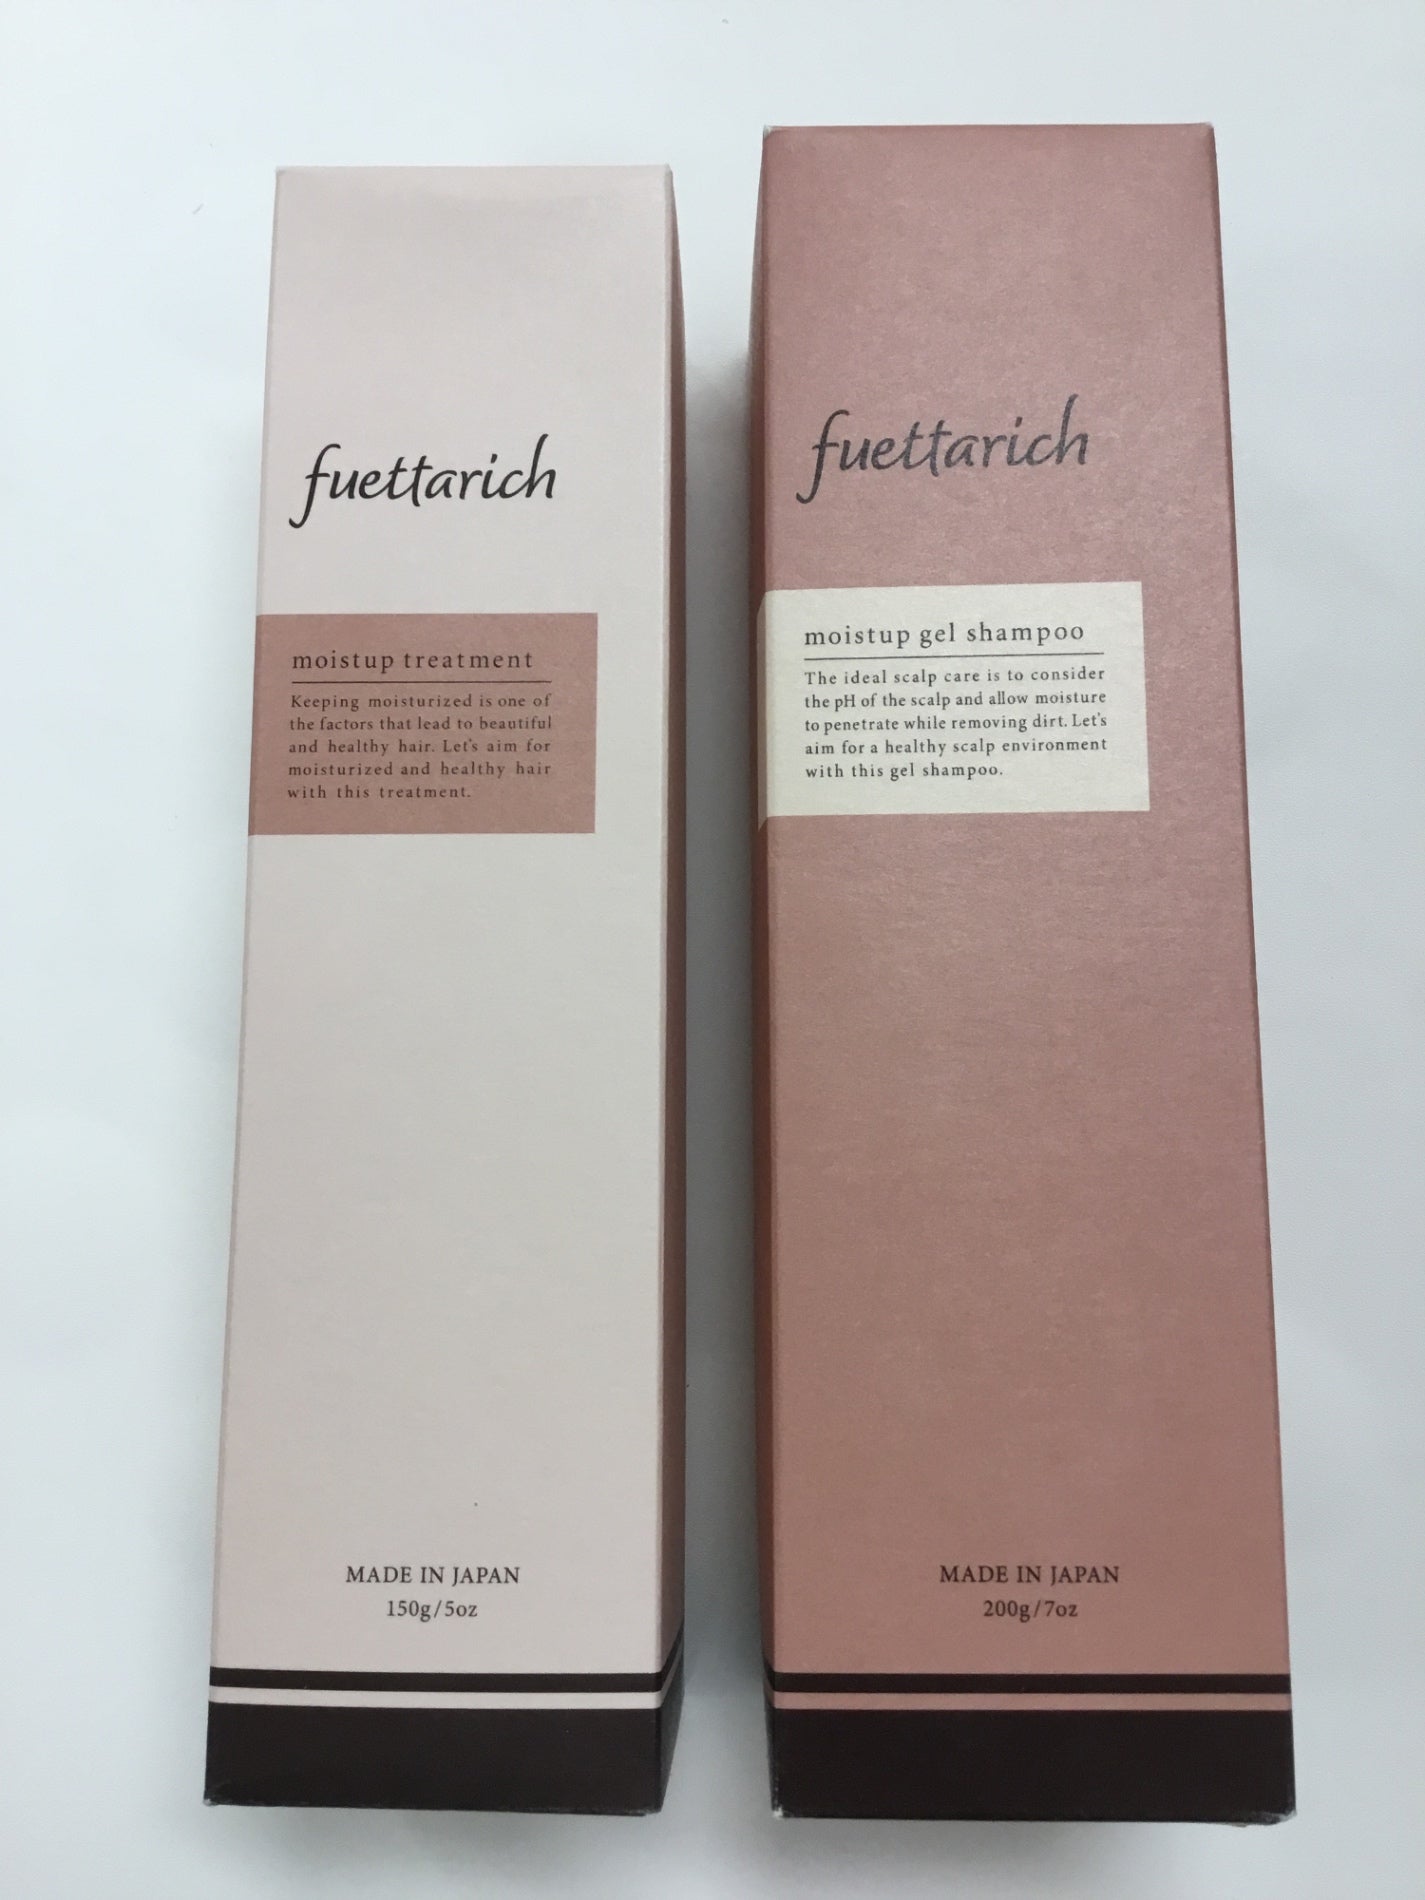 fuettarich
moistup treatment
Keeping moisturized is one of
the factors that lead to beautiful
and healthy hair. Let's aim for
moisturized and healthy hair
with this treatment.
MADE IN JAPAN
150g/5oz
fuettarich
moistup gel shampoo
The ideal scalp care is to consider
the pH of the scalp and allow moisture
to penetrate while removing dirt. Let's
aim for a healthy scalp environment
with this gel shampoo.
MADE IN JAPAN
200g/7oz